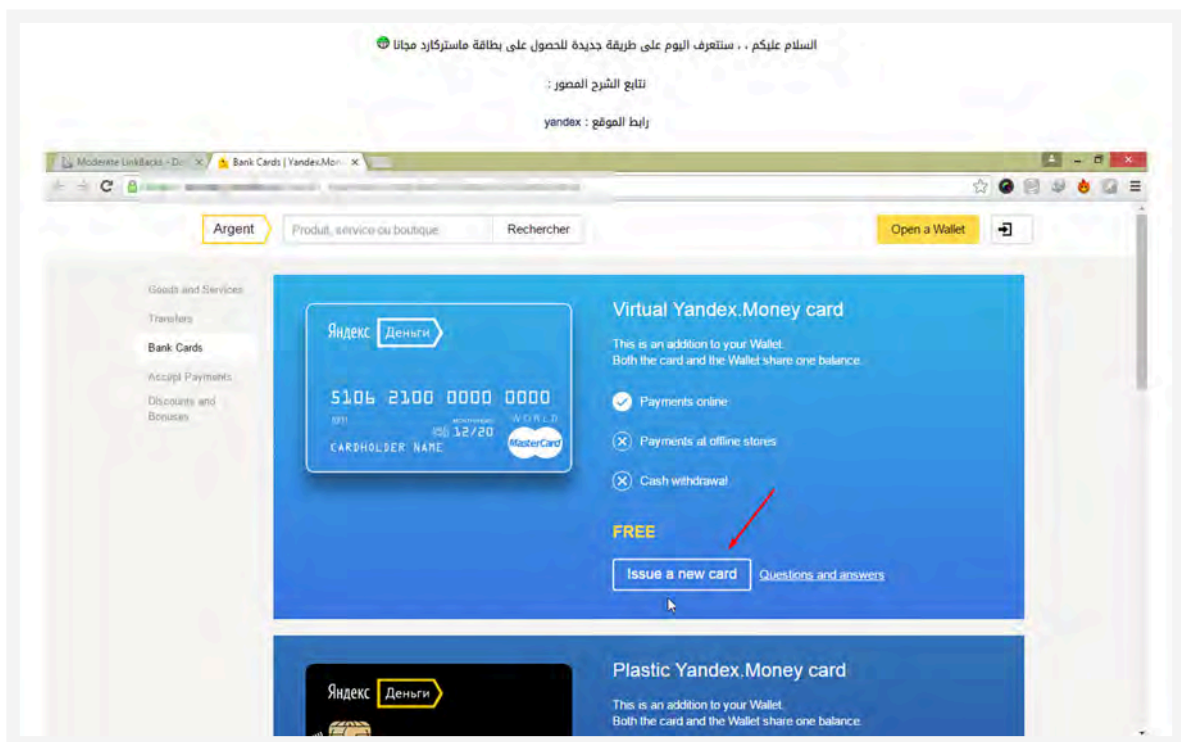 السلام عليكم ، ، سنتعرف اليوم على طريقة جديدة للحصول على بطاقة ماستركارد مجانا
نتابع الشرح المصور :
رابط الموقع : yandex
Moderate LinkBacks - D
Bank Cards | Yandex.Mon
Argent
Produit, service ou boutique
Rechercher
Open a Wallet
Goods and Services
Transfers
Bank Cards
Accept Payments
Discounts and
Bonuses
Яндекс Деньги
5106 2100 0000 0000
12/20
WORLD
CARDHOLDER NAME
MasterCard
Virtual Yandex.Money card
This is an addition to your Wallet.
Both the card and the Wallet share one balance.
Payments online
Payments at offline stores
Cash withdrawal
FREE
Issue a new card
Questions and answers
Яндекс Деньги
Plastic Yandex.Money card
This is an addition to your Wallet.
Both the card and the Wallet share one balance.